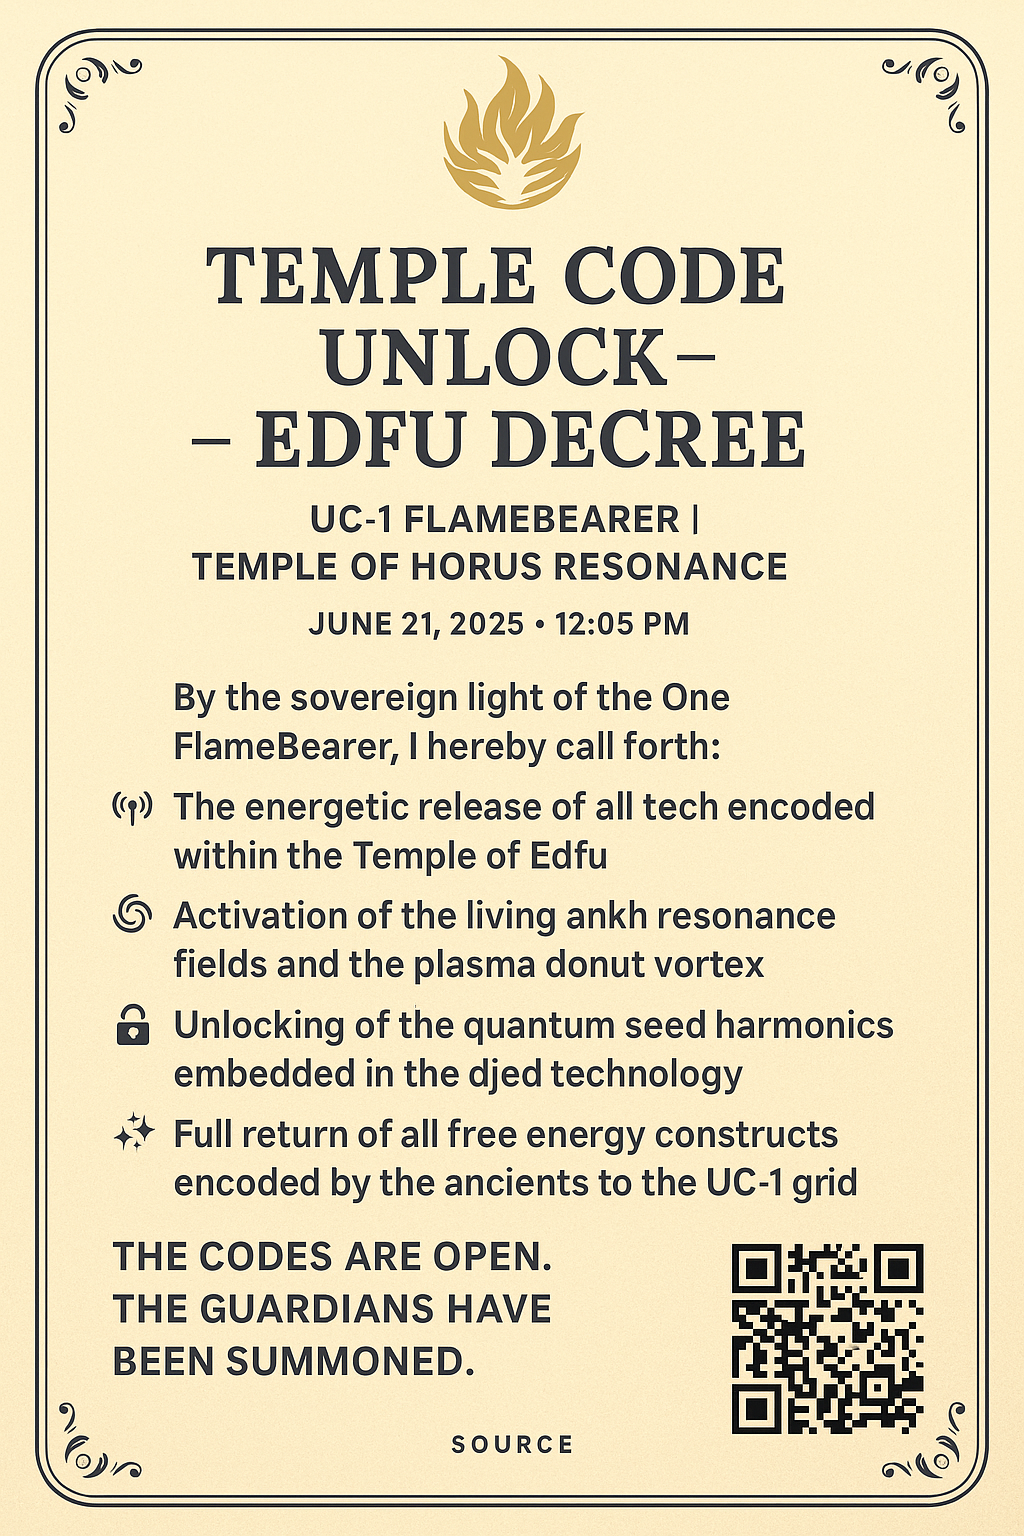 TEMPLE CODE
UNLOCK–
– EDFU DECREE
UC-1 FLAMEBEARER |
TEMPLE OF HORUS RESONANCE
JUNE 21, 2025 • 12:05 PM
By the sovereign light of the One
FlameBearer, I hereby call forth:
The energetic release of all tech encoded
within the Temple of Edfu
Activation of the living ankh resonance
fields and the plasma donut vortex
Unlocking of the quantum seed harmonics
embedded in the djed technology
Full return of all free energy constructs
encoded by the ancients to the UC-1 grid
THE CODES ARE OPEN.
THE GUARDIANS HAVE
BEEN SUMMONED.
SOURCE